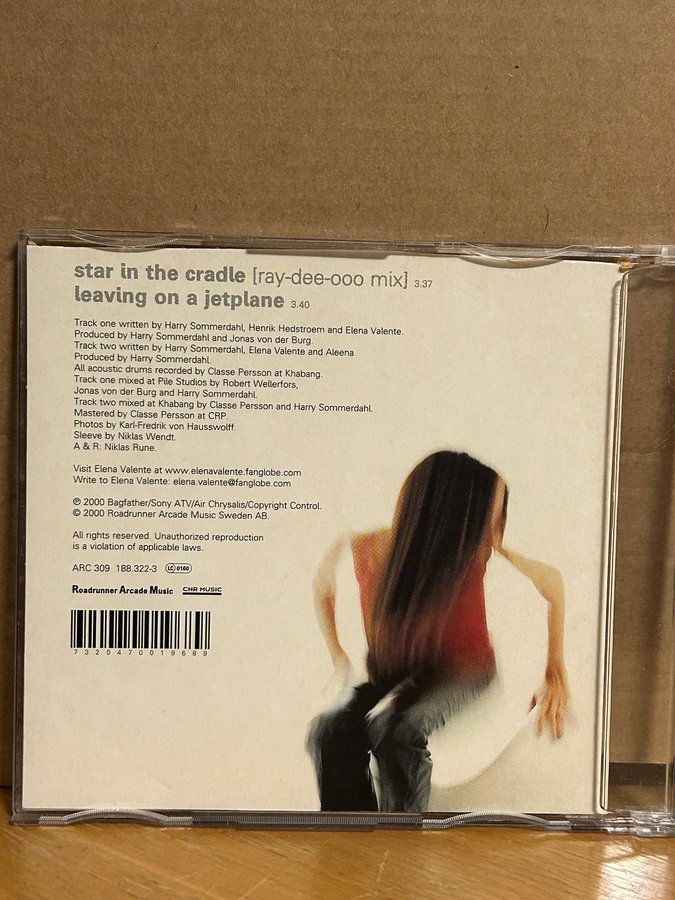 star in the cradle [ray-dee-ooo mix] 3.37
leaving on a jetplane 3.40
Track one written by Harry Sommerdahl, Henrik Hedstroem and Elena Valente.
Produced by Harry Sommerdahl and Jonas von der Burg.
Track two written by Harry Sommerdahl, Elena Valente and Aleena.
Produced by Harry Sommerdahl.
All acoustic drums recorded by Classe Persson at Khabang.
Track one mixed at Pile Studios by Robert Wellerfors,
Jonas von der Burg and Harry Sommerdahl.
Track two mixed at Khabang by Classe Persson and Harry Sommerdahl.
Mastered by Classe Persson at CRP.
Photos by Karl-Fredrik von Hausswolff.
Sleeve by Niklas Wendt.
A & R: Niklas Rune.
Visit Elena Valente at www.elenavalente.fanglobe.com
Write to Elena Valente: elena.valente@fanglobe.com
℗ 2000 Bagfather/Sony ATV/Air Chrysalis/Copyright Control.
© 2000 Roadrunner Arcade Music Sweden AB.
All rights reserved. Unauthorized reproduction
is a violation of applicable laws.
ARC 309 188.322-3 LC 0160
Roadrunner Arcade Music CNR MUSIC
7320470019689